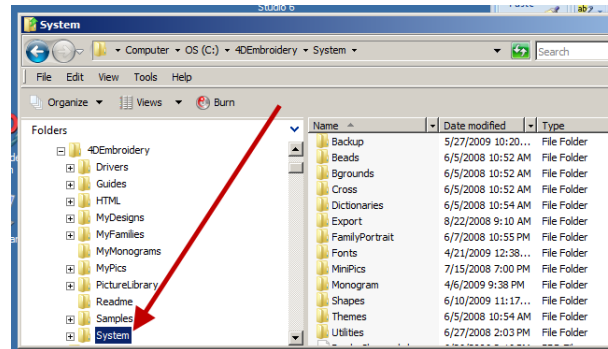 Studio 6
Paste
ab
System
Computer OS (C:) 4DEmbroidery System
Search
File Edit View Tools Help
Organize Views Burn
Folders
Name Date modified Type
4DEmbroidery
Drivers
Guides
HTML
MyDesigns
MyFamilies
MyMonograms
MyPics
PictureLibrary
Readme
Samples
System
Backup 5/27/2009 10:20... File Folder
Beads 6/5/2008 10:52 AM File Folder
Bgrounds 6/5/2008 10:52 AM File Folder
Cross 6/5/2008 10:52 AM File Folder
Dictionaries 6/5/2008 10:54 AM File Folder
Export 8/22/2008 9:10 AM File Folder
FamilyPortrait 6/7/2008 10:55 PM File Folder
Fonts 4/21/2009 12:38... File Folder
MiniPics 7/15/2008 7:00 PM File Folder
Monogram 4/6/2009 9:38 PM File Folder
Shapes 6/10/2009 11:17... File Folder
Themes 6/5/2008 10:54 AM File Folder
Utilities 6/27/2008 2:03 PM File Folder